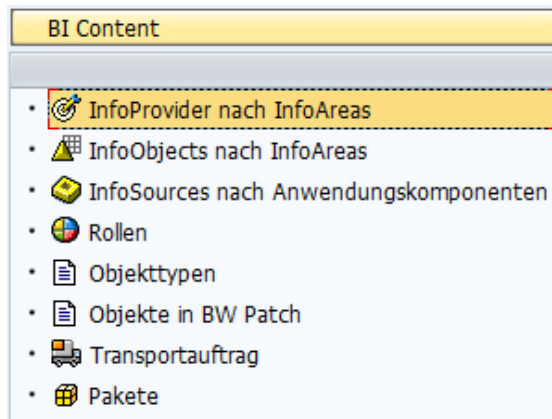 BI Content
InfoProvider nach InfoAreas
InfoObjects nach InfoAreas
InfoSources nach Anwendungskomponenten
Rollen
Objekttypen
Objekte in BW Patch
Transportauftrag
Pakete